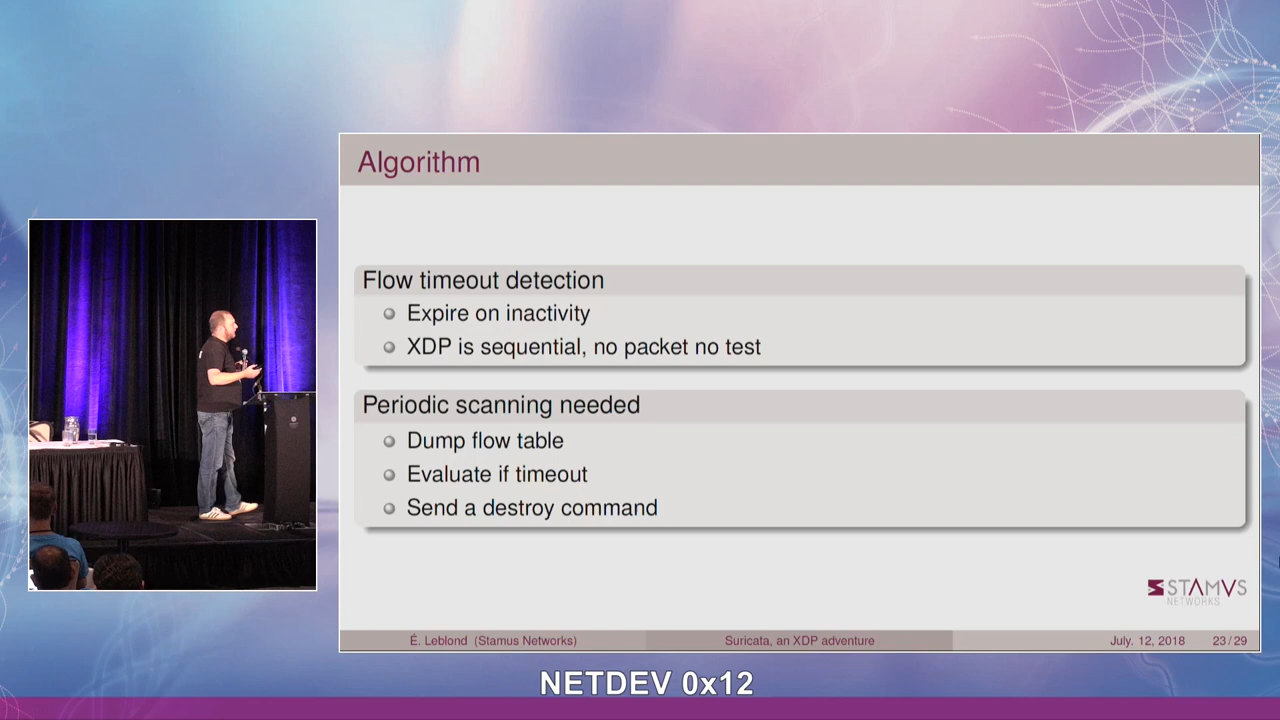 Algorithm
Flow timeout detection
Expire on inactivity
XDP is sequential, no packet no test
Periodic scanning needed
Dump flow table
Evaluate if timeout
Send a destroy command
STAMVS
NETWORKS
É. Leblond (Stamus Networks) Suricata, an XDP adventure July. 12, 2018 23 / 29
NETDEV 0x12